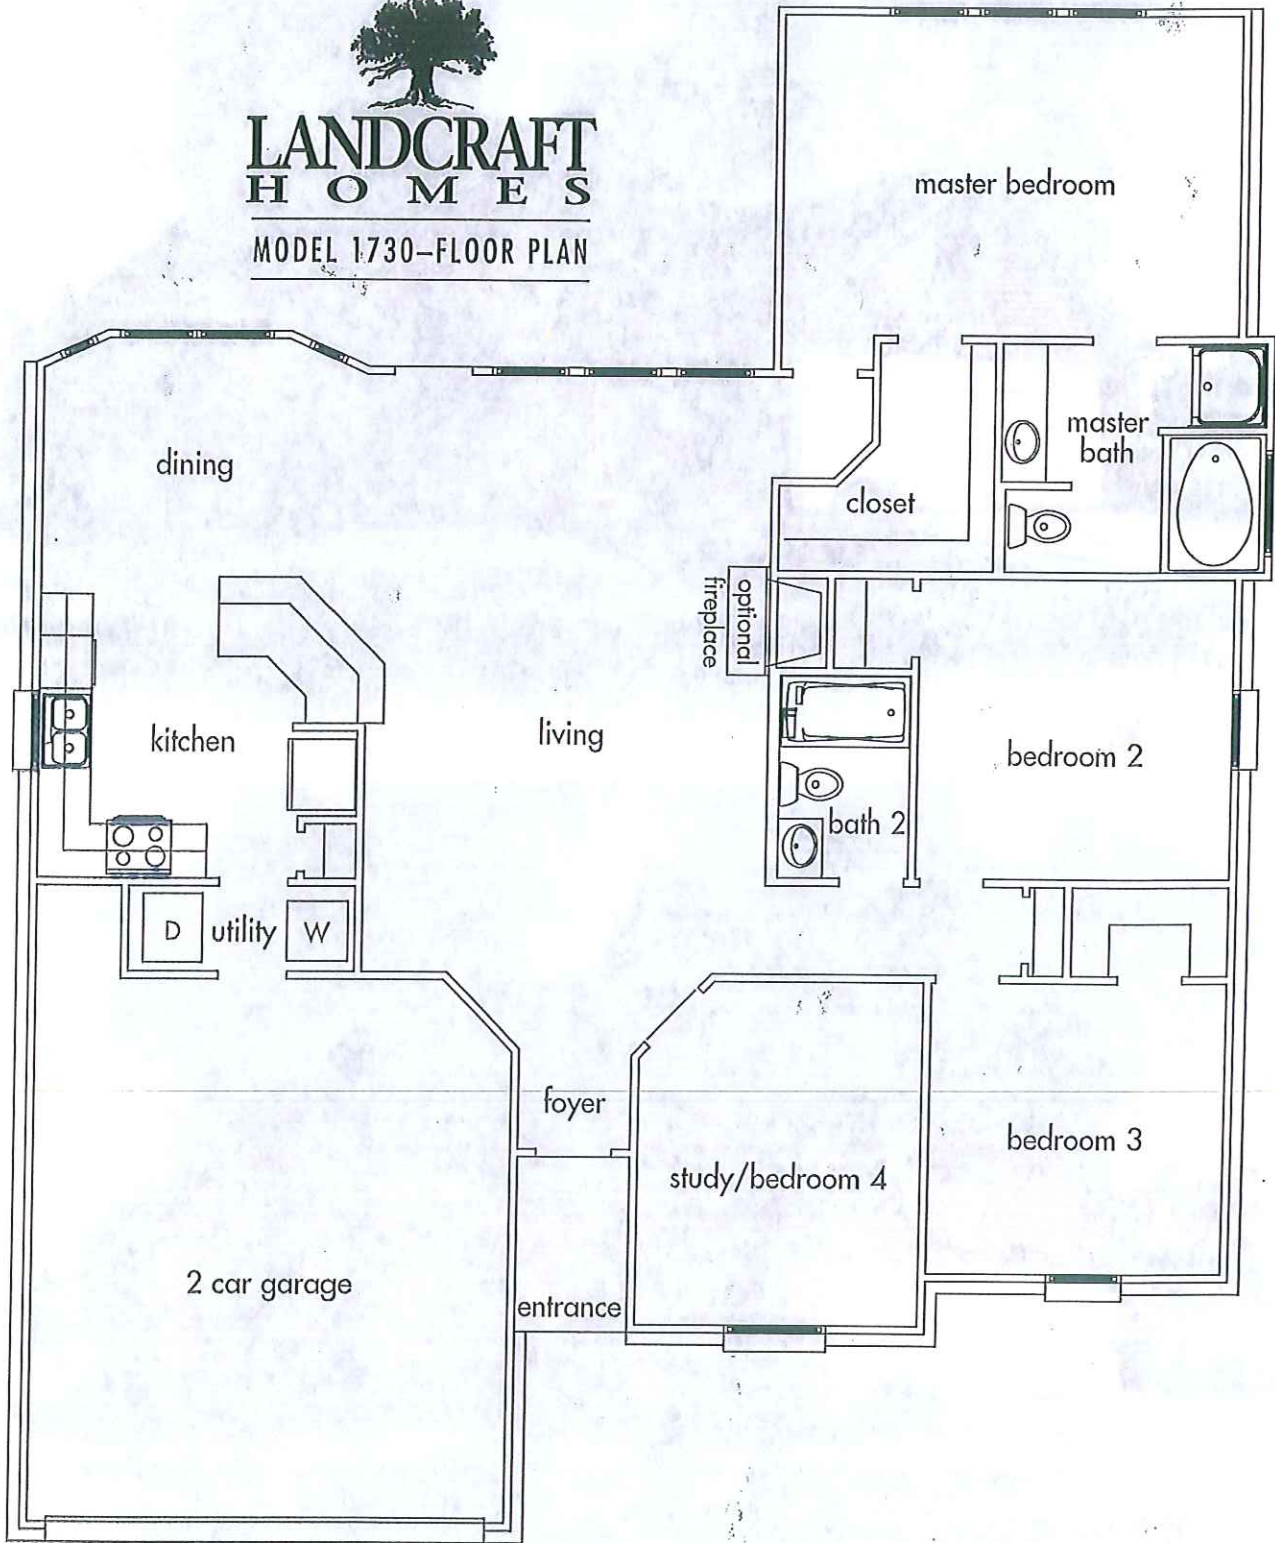 LANDCRAFT
HOMES
MODEL 1730–FLOOR PLAN
master bedroom
dining
master
bath
closet
optional
fireplace
kitchen
living
bedroom 2
bath 2
D
utility
W
foyer
bedroom 3
study/bedroom 4
2 car garage
entrance